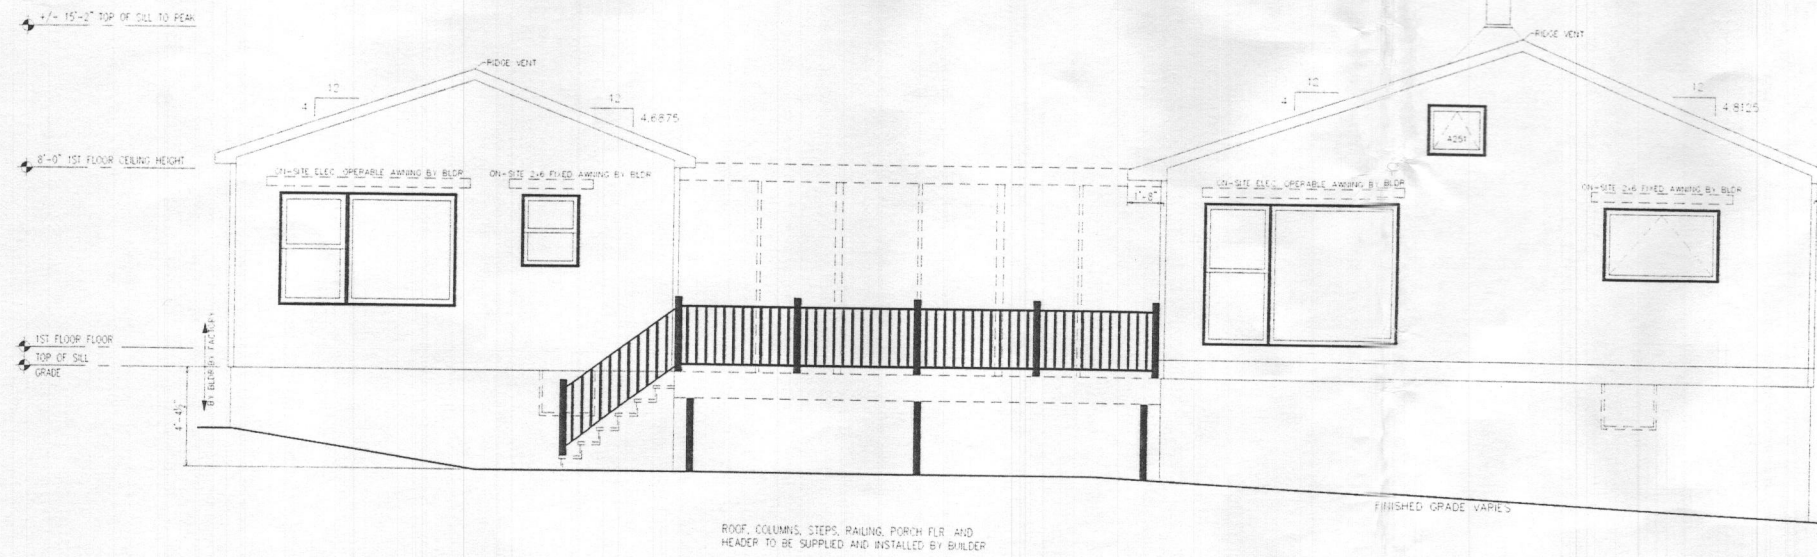 +/- 15'-2" TOP OF SILL TO PEAK
RIDGE VENT
12
4
12
4.6875
RIDGE VENT
12
4
12
4.8125
A251
8'-0" 1ST FLOOR CEILING HEIGHT
ON-SITE ELEC. OPERABLE AWNING BY BLDR
ON-SITE 2x6 FIXED AWNING BY BLDR
1'-8"
ON-SITE ELEC. OPERABLE AWNING BY BLDR
ON-SITE 2x6 FIXED AWNING BY BLDR
1ST FLOOR FLOOR
TOP OF SILL
GRADE
BY BLDR
BY FACTORY
4'-4½"
FINISHED GRADE VARIES
ROOF, COLUMNS, STEPS, RAILING, PORCH FLR. AND
HEADER TO BE SUPPLIED AND INSTALLED BY BUILDER